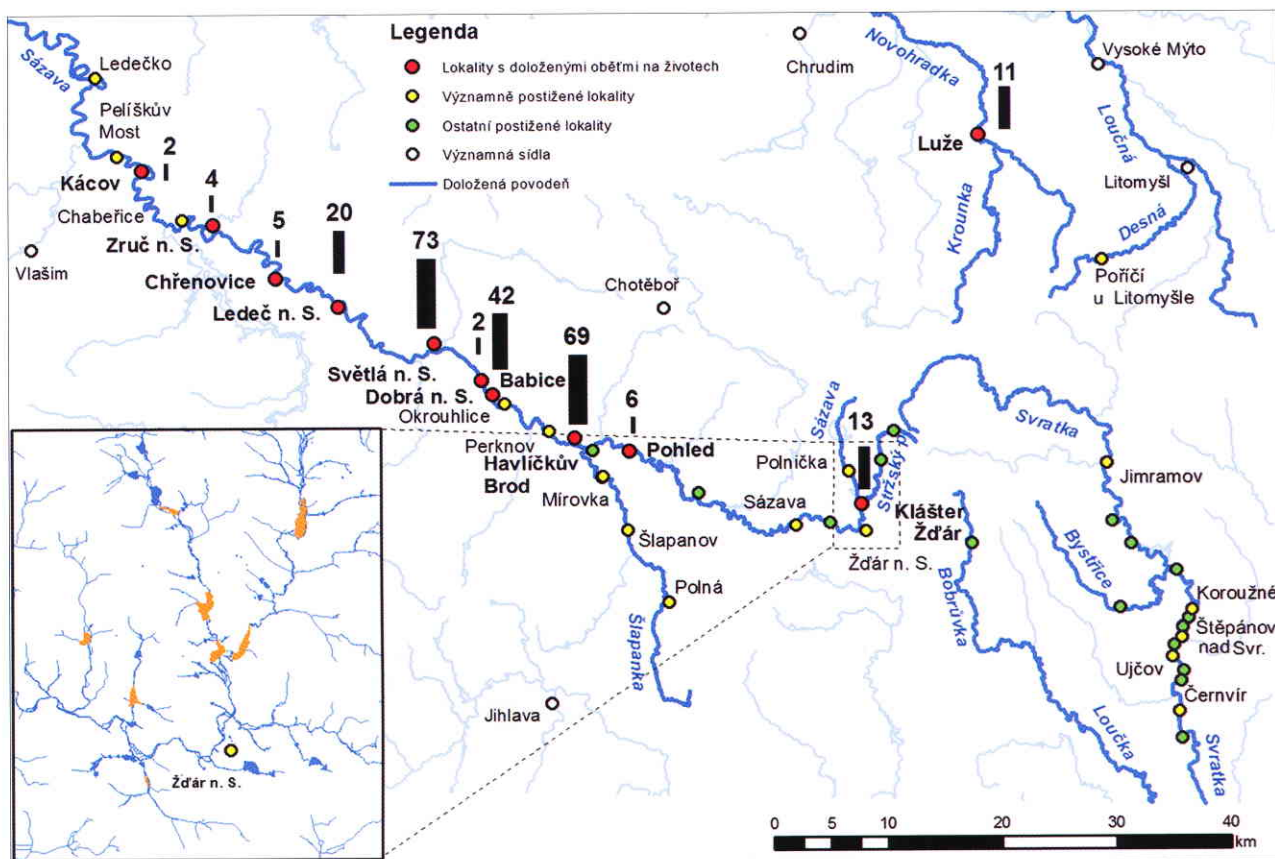 Legenda
Lokality s doloženými oběťmi na životech
Významně postižené lokality
Ostatní postižené lokality
Významná sídla
Doložená povodeň
Sázava
Ledečko
Pelíškův
Most
2
Kácov
4
Chabeřice
Zruč n. S.
5
Vlašim
20
Chřenovice
Ledeč n. S.
73
42
2
Světlá n. S.
Babice
Dobrá n. S.
Okrouhlice
69
Chotěboř
6
Perknov
Havlíčkův
Brod
Pohled
Mírovka
Šlapanov
Polná
Šlapanka
Jihlava
Sázava
Sázava
13
Polnička
Stržský p.
Klášter
Žďár
Žďár n. S.
Chrudim
Novohradka
11
Luže
Krounka
Vysoké Mýto
Loučná
Litomyšl
Desná
Poříčí
u Litomyšle
Svratka
Jimramov
Bystřice
Bobrůvka
Koroužné
Štěpánov
nad Svr.
Ujčov
Černvír
Loučka
Svratka
Žďár n. S.
0 10 20 30 40
km